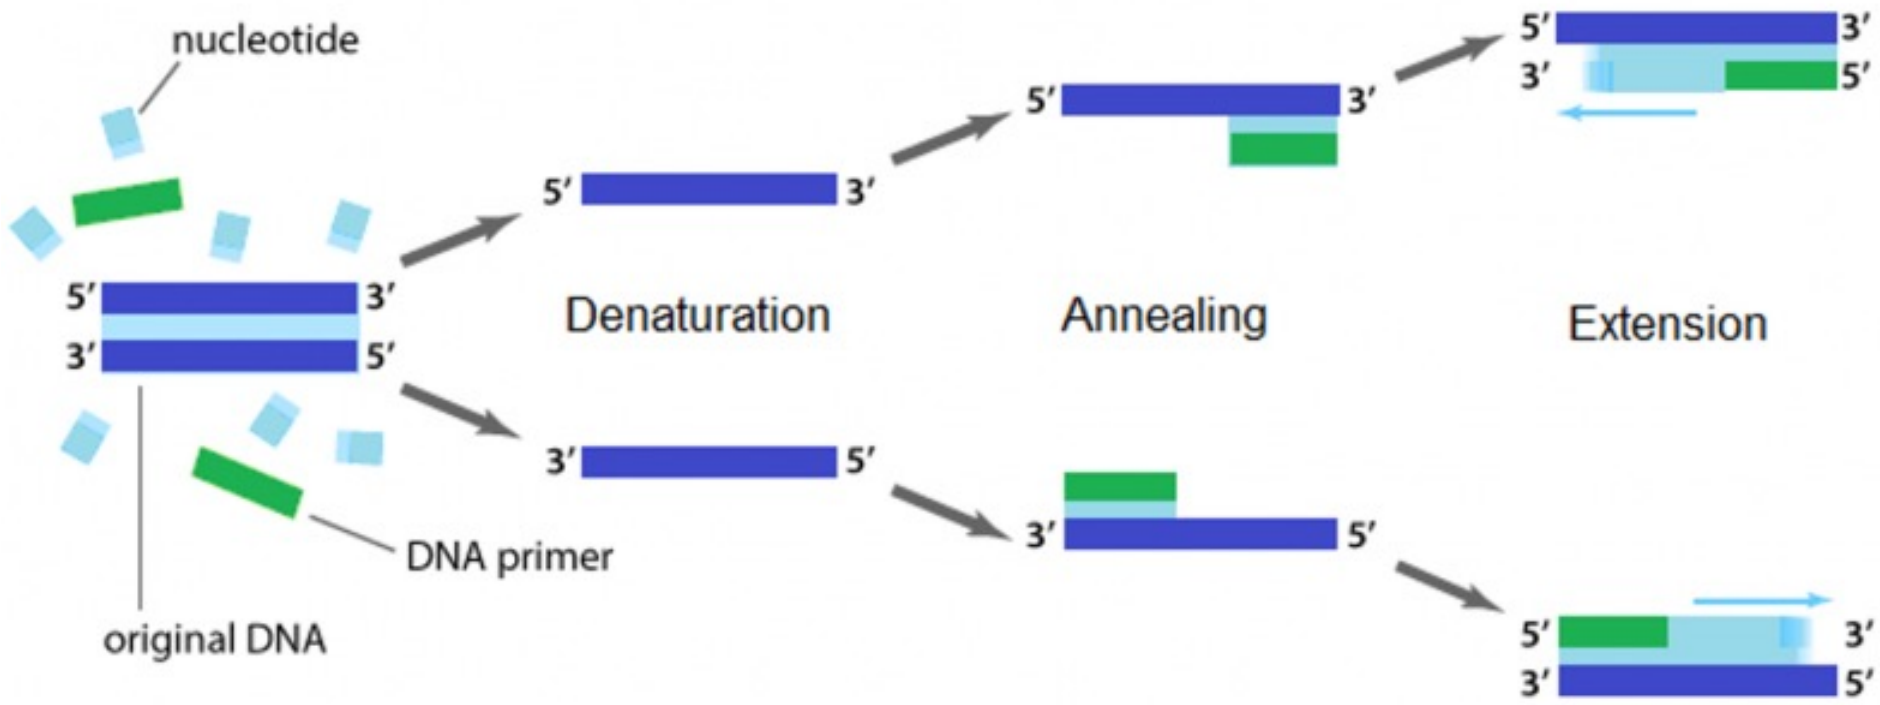 nucleotide
5′ 3′
3′ 5′
DNA primer
original DNA
5′ 3′
Denaturation
3′ 5′
5′ 3′
Annealing
3′ 5′
5′ 3′
3′ 5′
Extension
5′ 3′
3′ 5′